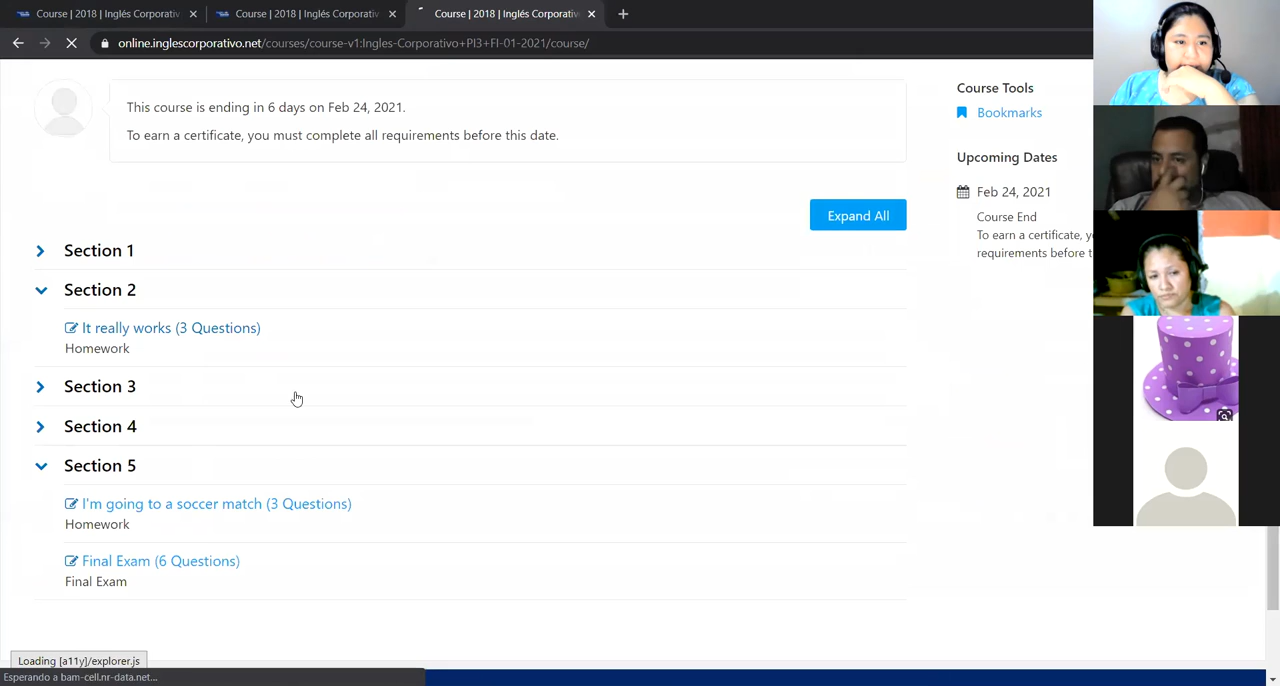 Course | 2018 | Inglés Corporativ
Course | 2018 | Inglés Corporativ
Course | 2018 | Inglés Corporativ
online.inglescorporativo.net/courses/course-v1:Ingles-Corporativo+PI3+FI-01-2021/course/
This course is ending in 6 days on Feb 24, 2021.
To earn a certificate, you must complete all requirements before this date.
Expand All
Section 1
Section 2
It really works (3 Questions)
Homework
Section 3
Section 4
Section 5
I'm going to a soccer match (3 Questions)
Homework
Final Exam (6 Questions)
Final Exam
Course Tools
Bookmarks
Upcoming Dates
Feb 24, 2021
Course End
To earn a certificate, y
requirements before t
Loading [a11y]/explorer.js
Esperando a bam-cell.nr-data.net...